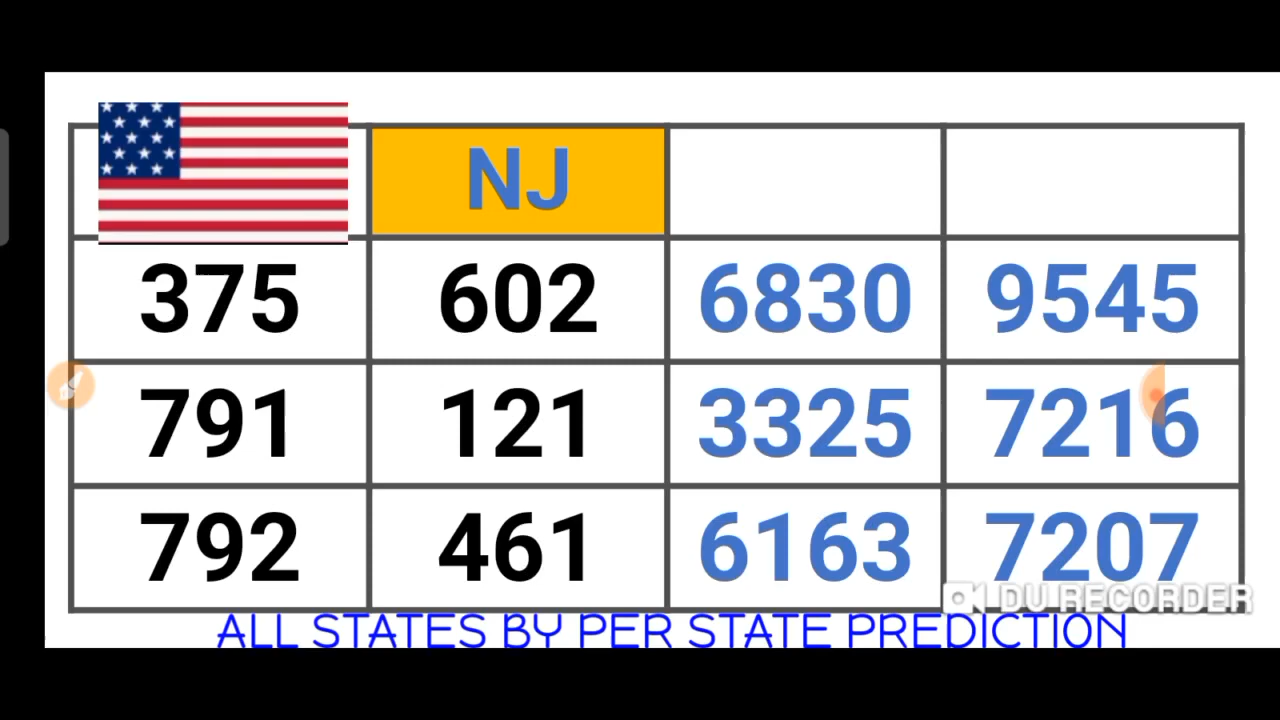 NJ
375 602 6830 9545
791 121 3325 7216
792 461 6163 7207
DU RECORDER
ALL STATES BY PER STATE PREDICTION